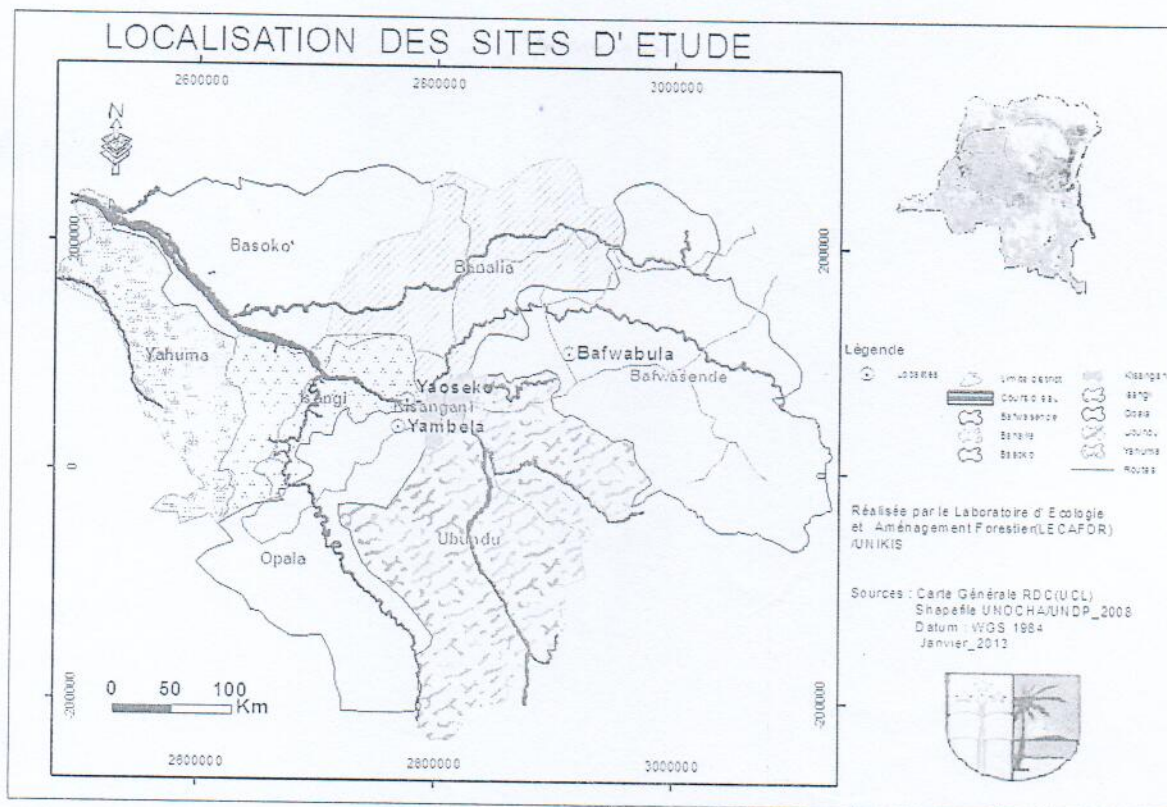 LOCALISATION DES SITES D' ETUDE
2600000
2800000
3000000
N
200000
200000
Basoko
Banalia
Yahuma
Bafwabula
Bafwasende
Yaoseko
Isangi
Kisangani
Yambela
0
0
Ubundu
Opala
0 50 100
Km
-200000
-200000
2600000
2800000
3000000
Légende
Localités
Limite district
Cours d'eau
Bafwasende
Banalia
Basoko
Kisangani
Isangi
Opala
Ubundu
Yahuma
Routes
Réalisée par le Laboratoire d' Ecologie
et Aménagement Forestier(LECAFOR)
/UNIKIS
Sources : Carte Générale RDC(UCL)
Shapefile UNOCHA/UNDP_2008
Datum : WGS 1984
Janvier_2013